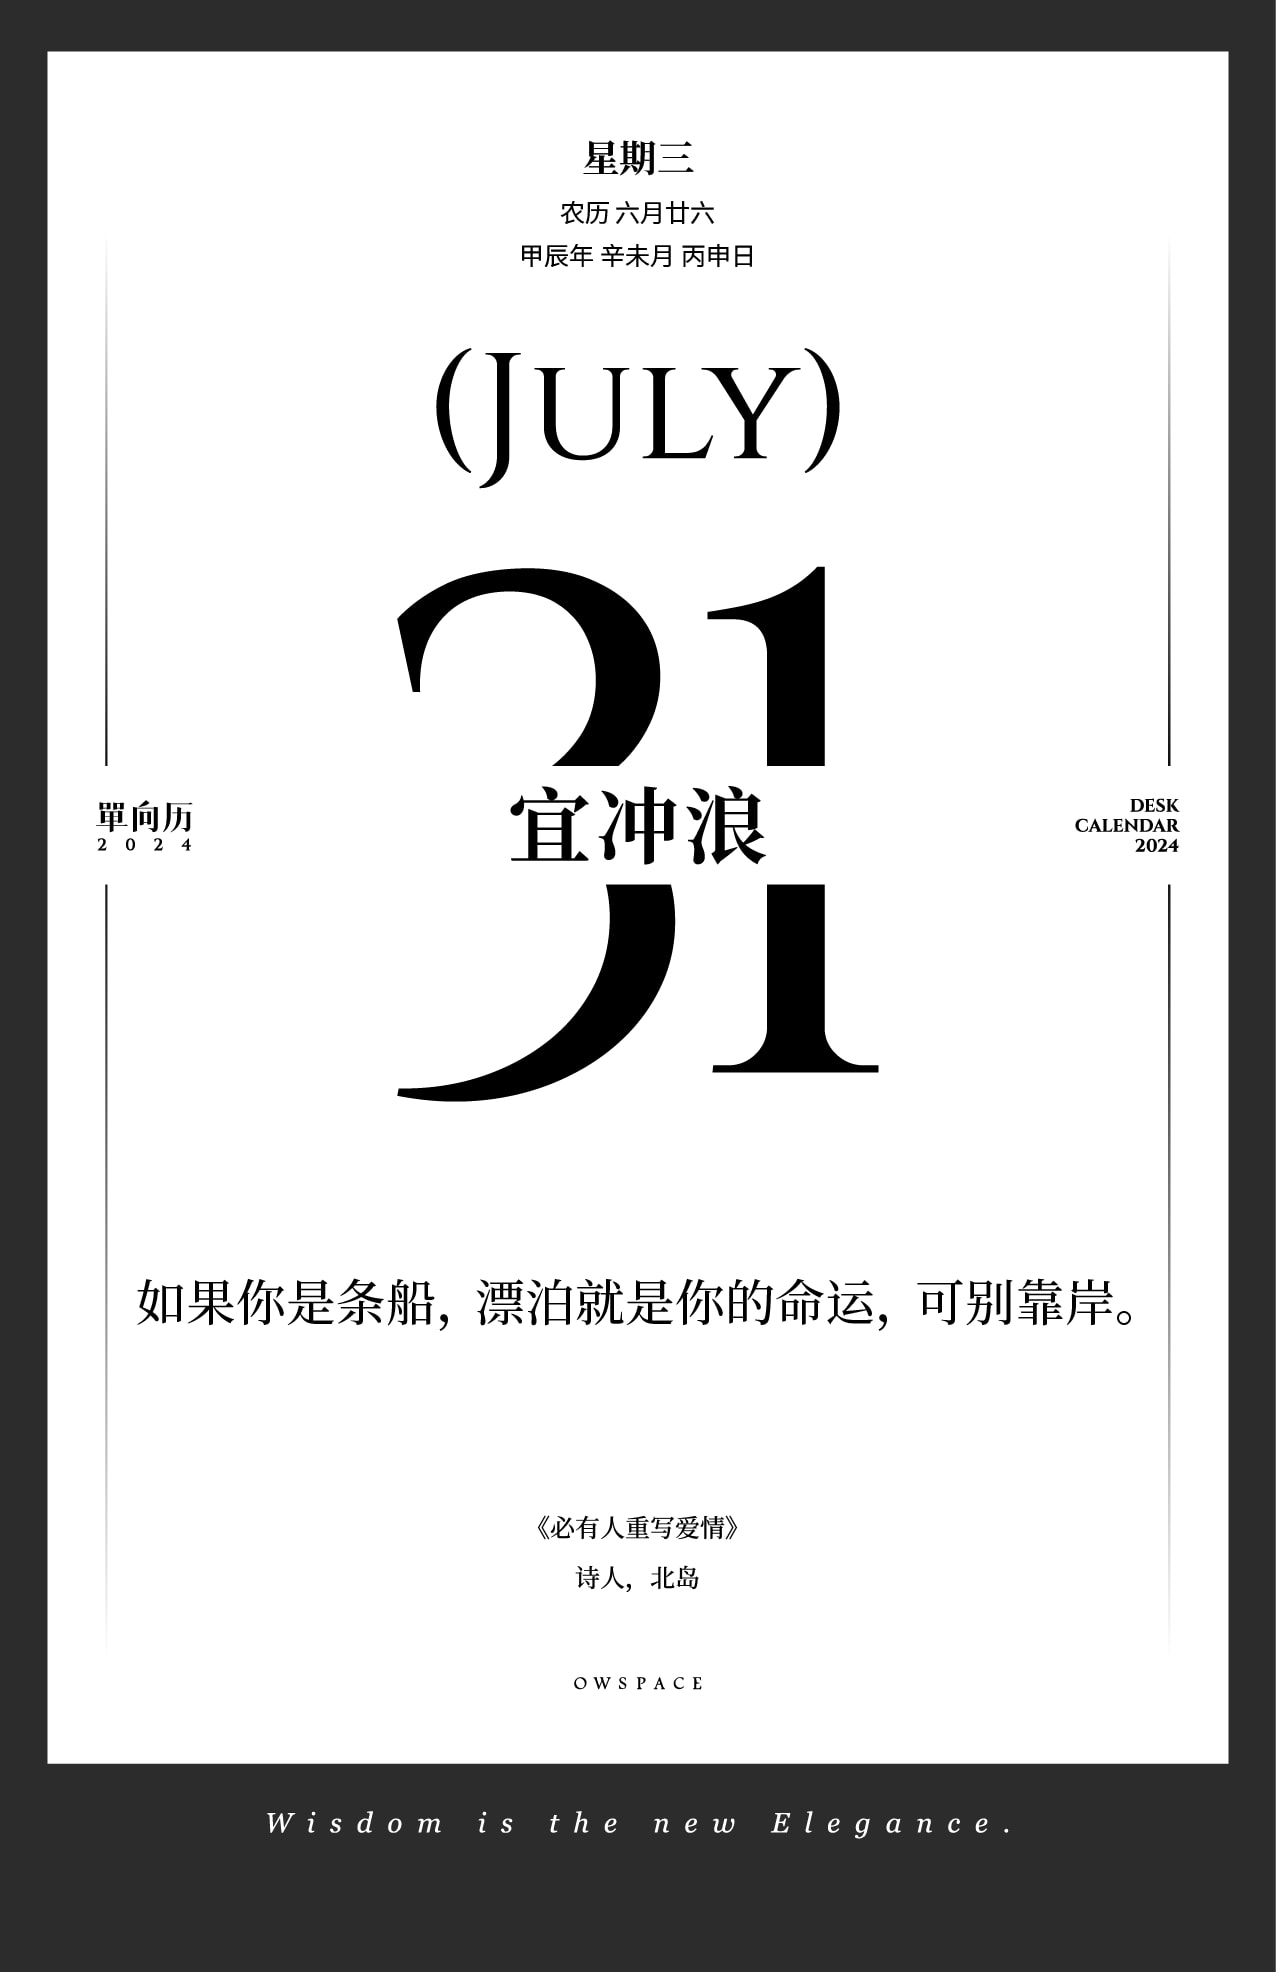 星期三
农历 六月廿六
甲辰年 辛未月 丙申日
(JULY)
31
單向历
2024
宜冲浪
DESK
CALENDAR
2024
如果你是条船，漂泊就是你的命运，可别靠岸。
《必有人重写爱情》
诗人，北岛
OWSPACE
Wisdom is the new Elegance.